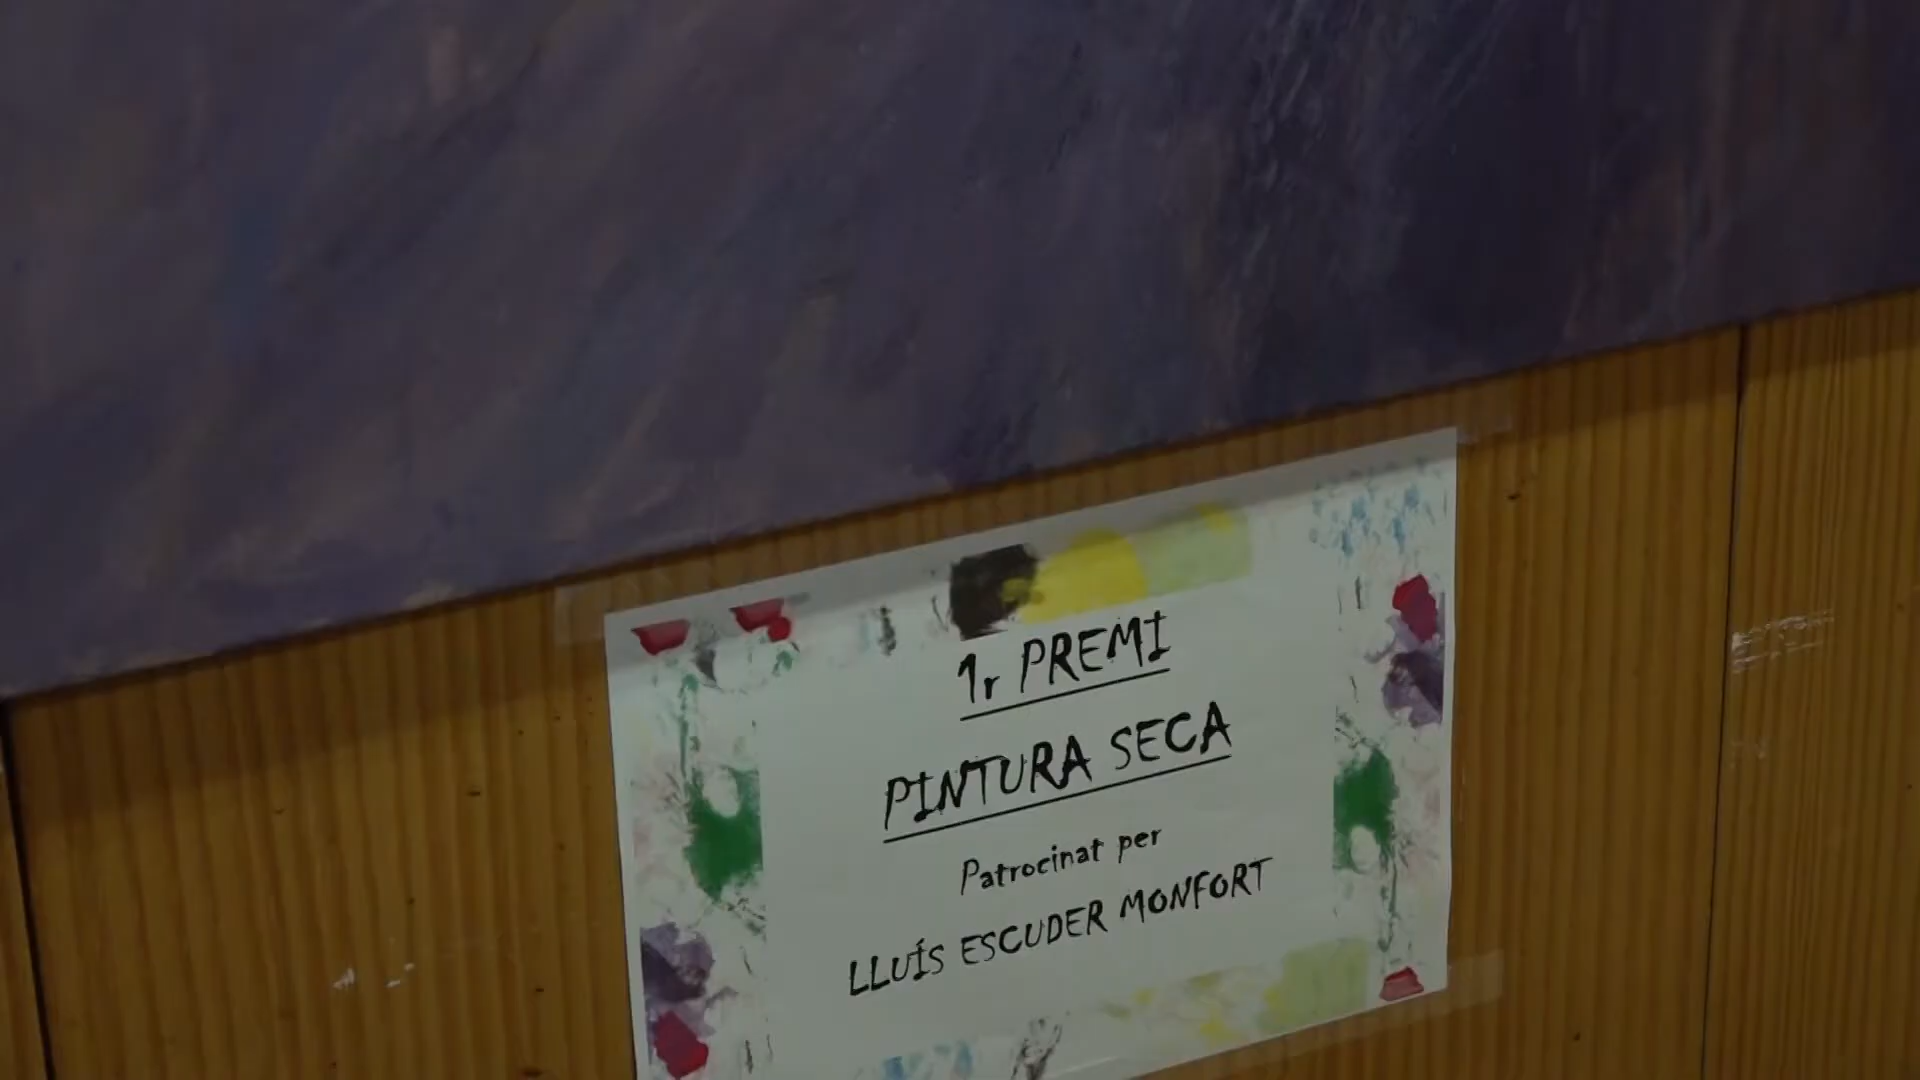 1r PREMI
PINTURA SECA
Patrocinat per
LLUÍS ESCUDER MONFORT